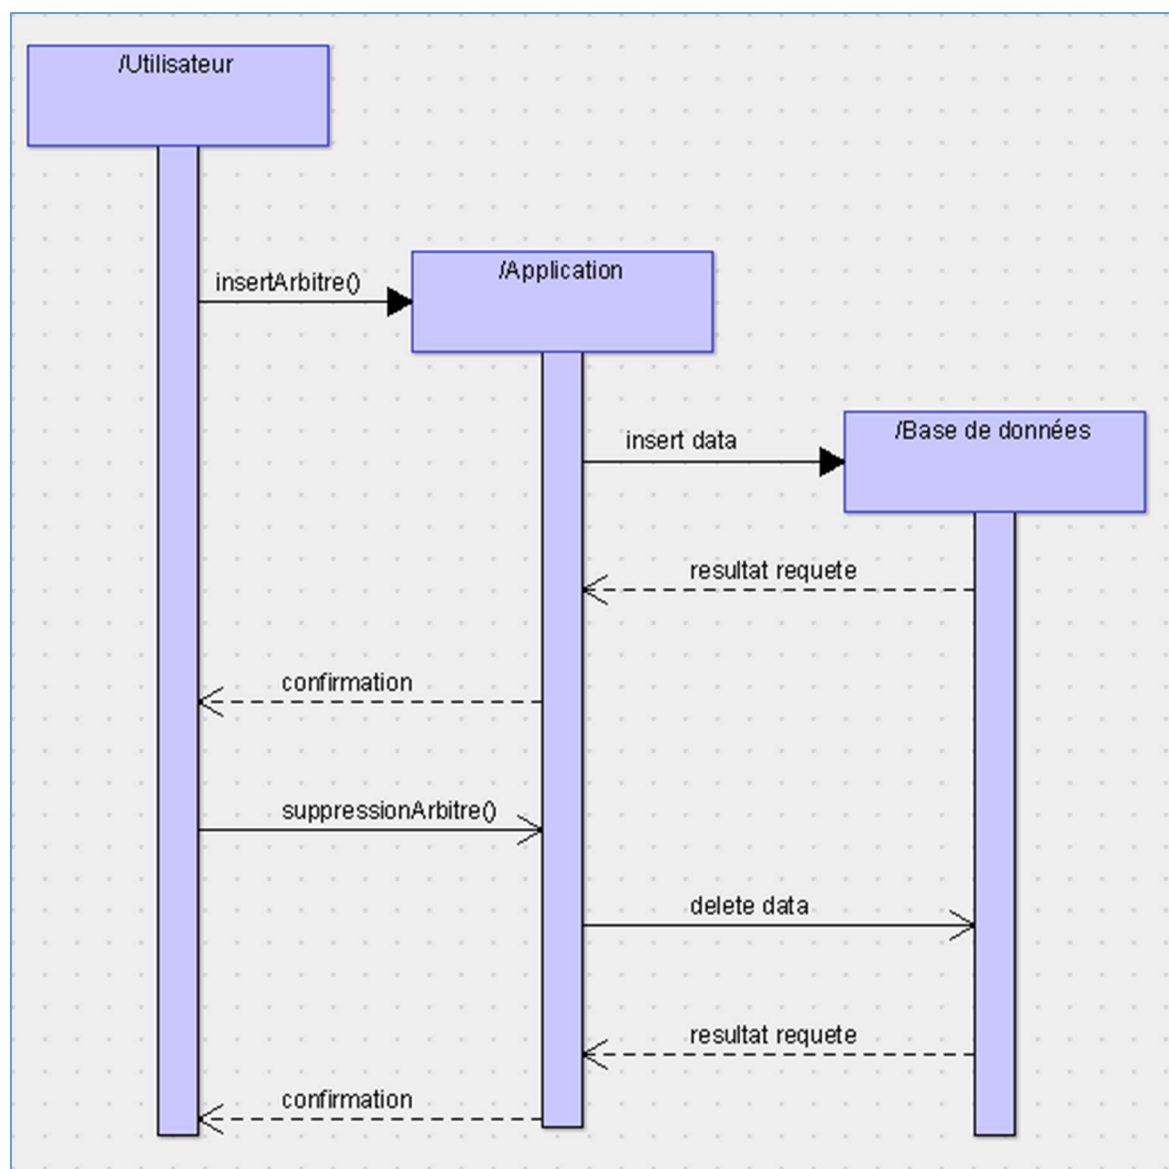 /Utilisateur
/Application
insertArbitre()
/Base de données
insert data
resultat requete
confirmation
suppressionArbitre()
delete data
resultat requete
confirmation